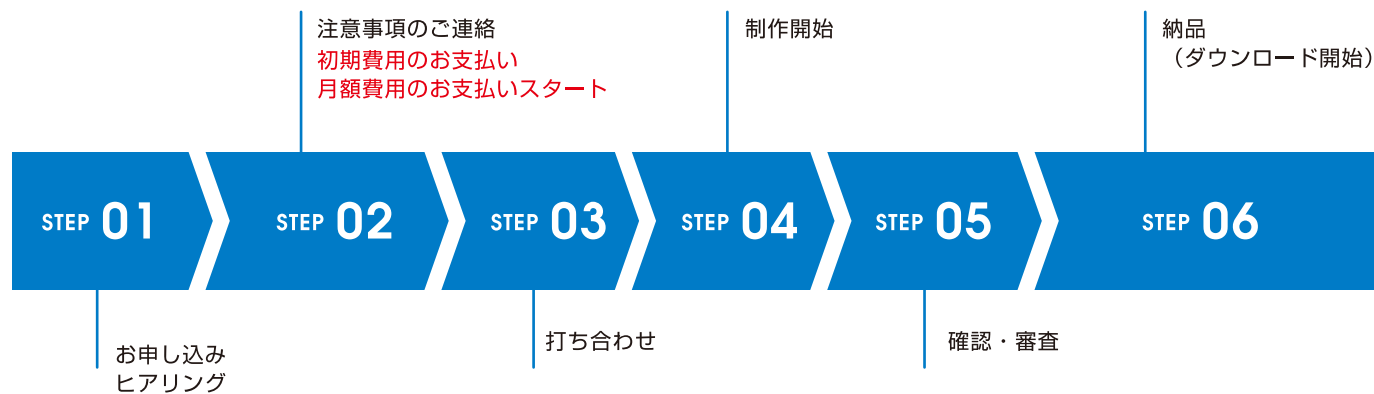 STEP 01
お申し込み
ヒアリング
注意事項のご連絡
初期費用のお支払い
月額費用のお支払いスタート
STEP 02
STEP 03
打ち合わせ
制作開始
STEP 04
STEP 05
確認・審査
納品
（ダウンロード開始）
STEP 06